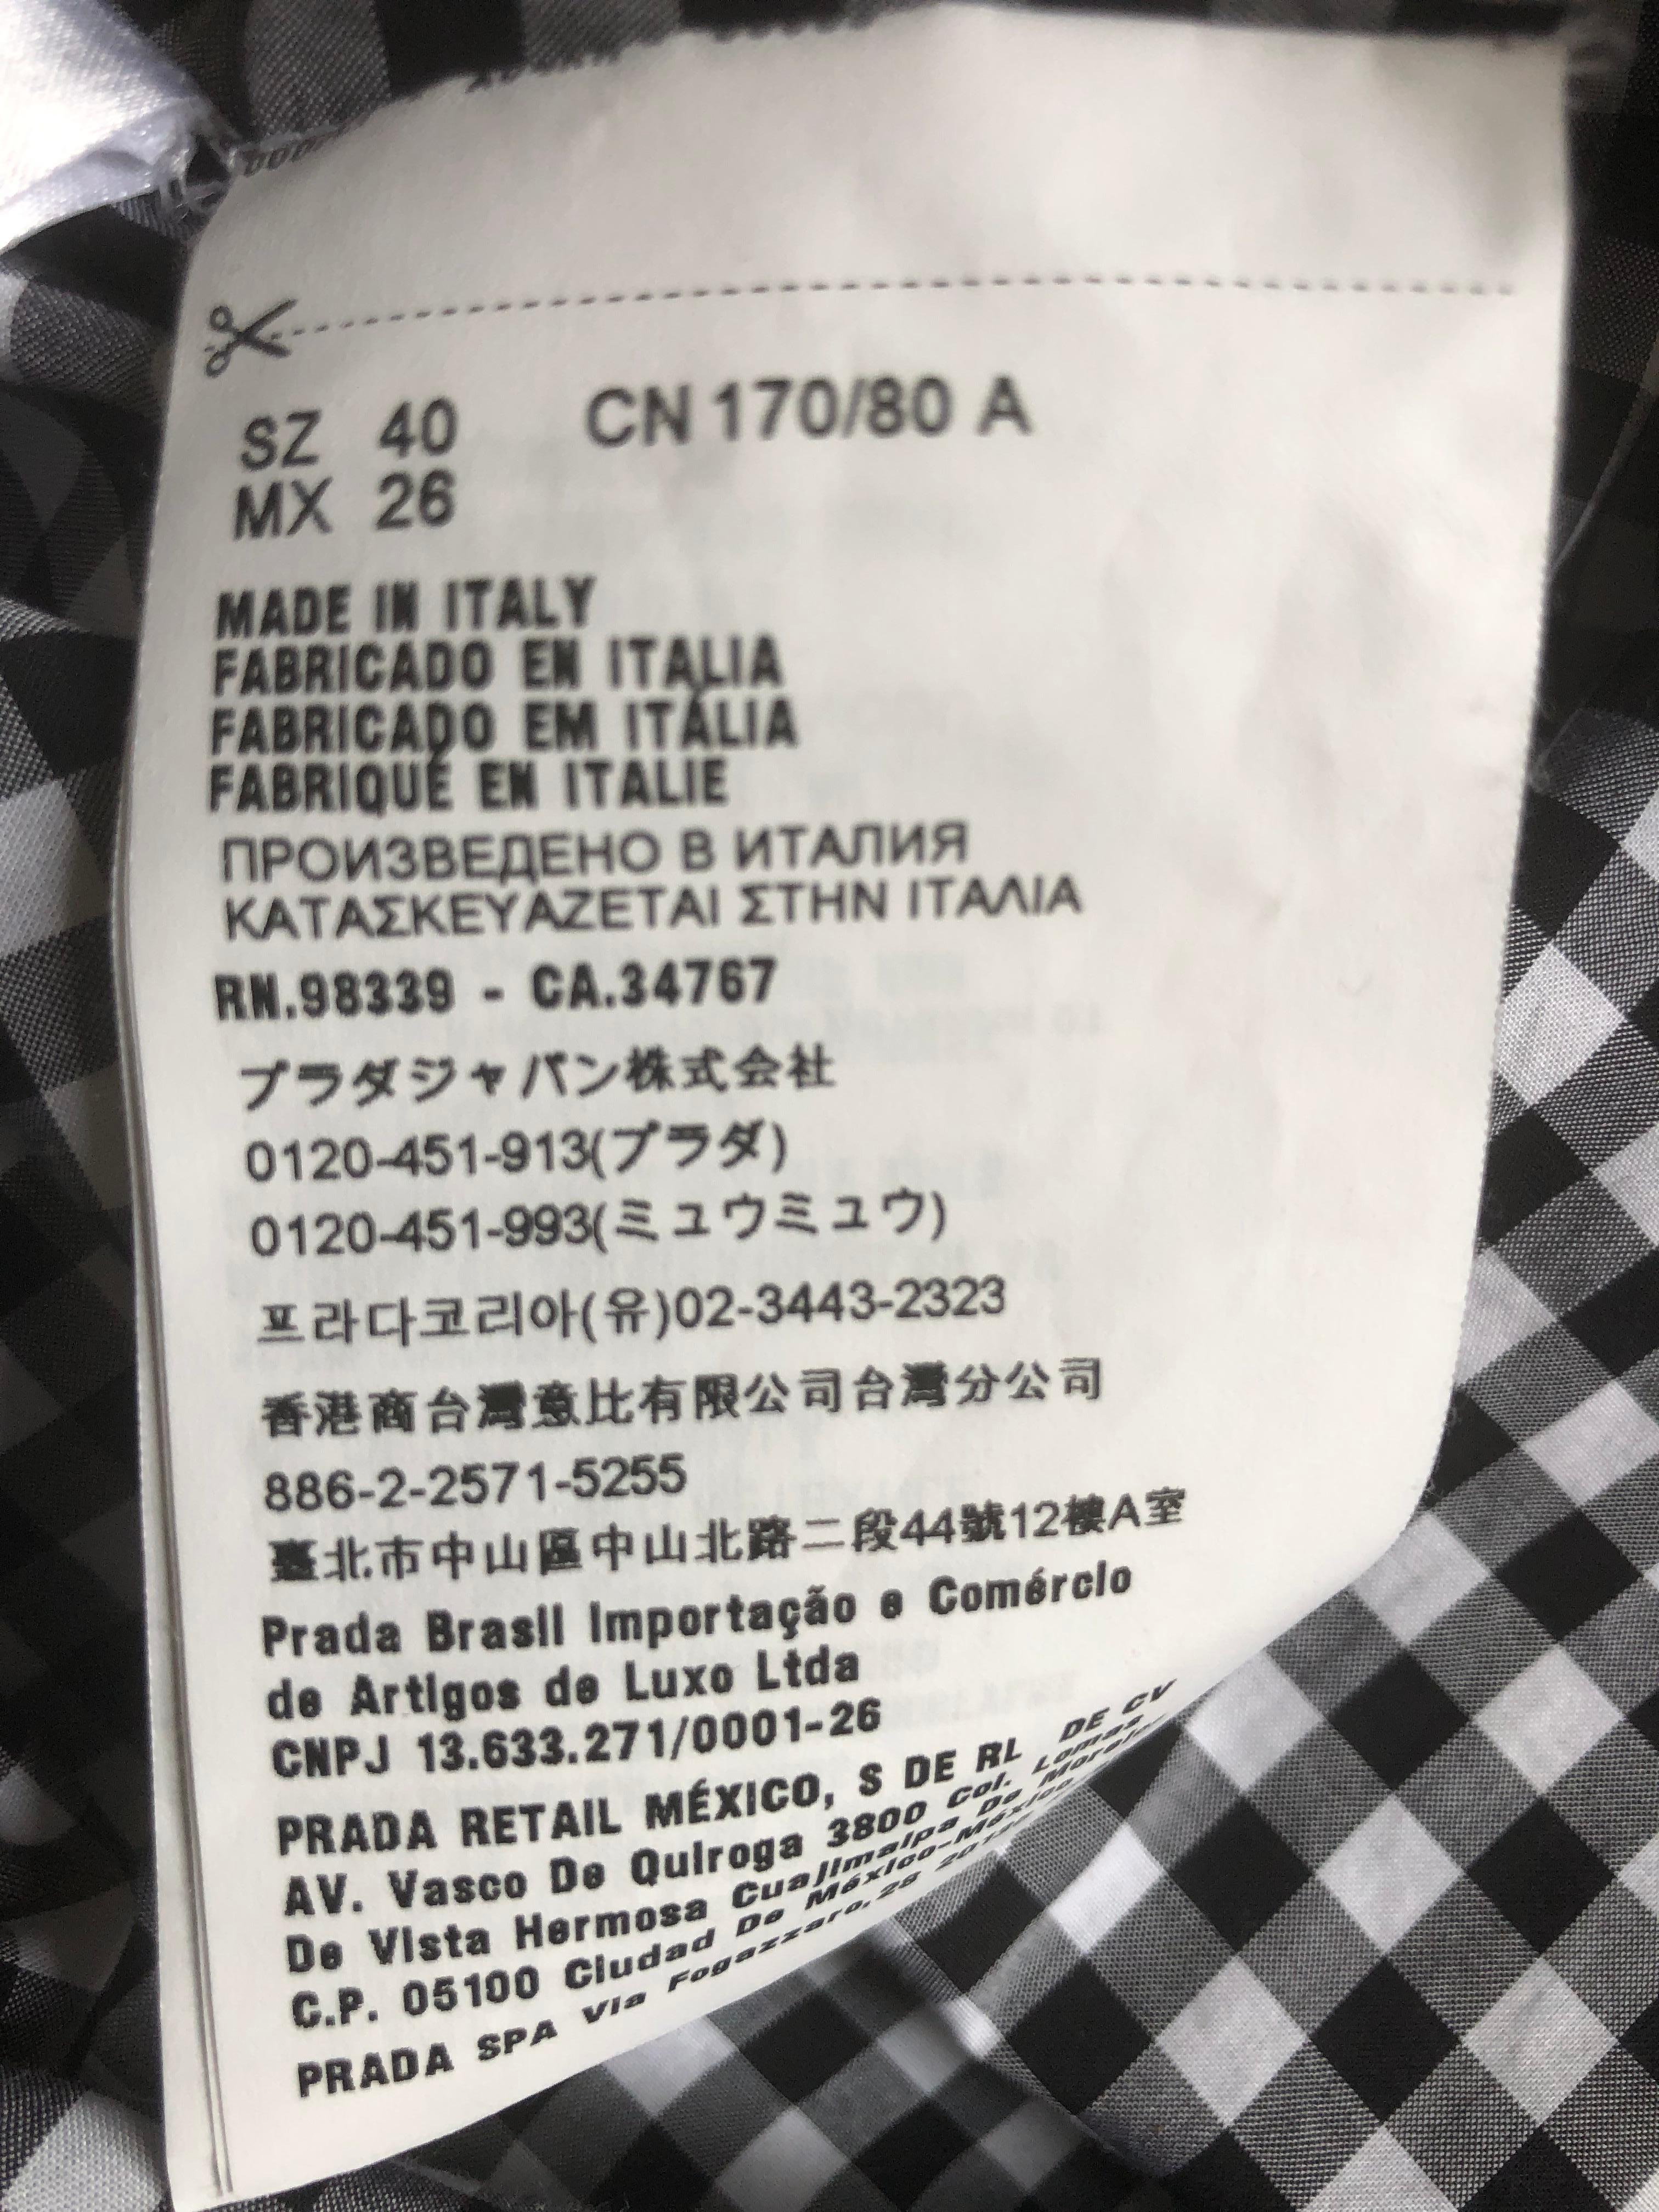 SZ 40 CN 170/80 A
MX 26
MADE IN ITALY
FABRICADO EN ITALIA
FABRICADO EM ITÁLIA
FABRIQUÉ EN ITALIE
ПРОИЗВЕДЕНО В ИТАЛИЯ
ΚΑΤΑΣΚΕΥΑΖΕΤΑΙ ΣΤΗΝ ΙΤΑΛΙΑ
RN.98339 - CA.34767
プラダジャパン株式会社
0120-451-913(プラダ)
0120-451-993(ミュウミュウ)
프라다코리아(유)02-3443-2323
香港商台灣意比有限公司台灣分公司
886-2-2571-5255
臺北市中山區中山北路二段44號12樓A室
Prada Brasil Importação e Comércio
de Artigos de Luxo Ltda
CNPJ 13.633.271/0001-26
PRADA RETAIL MÉXICO, S DE RL DE CV
AV. Vasco De Quiroga 3800 Col. Lomas
De Vista Hermosa Cuajimalpa De Morelos
C.P. 05100 Ciudad De México-México
PRADA SPA Via Fogazzaro,28